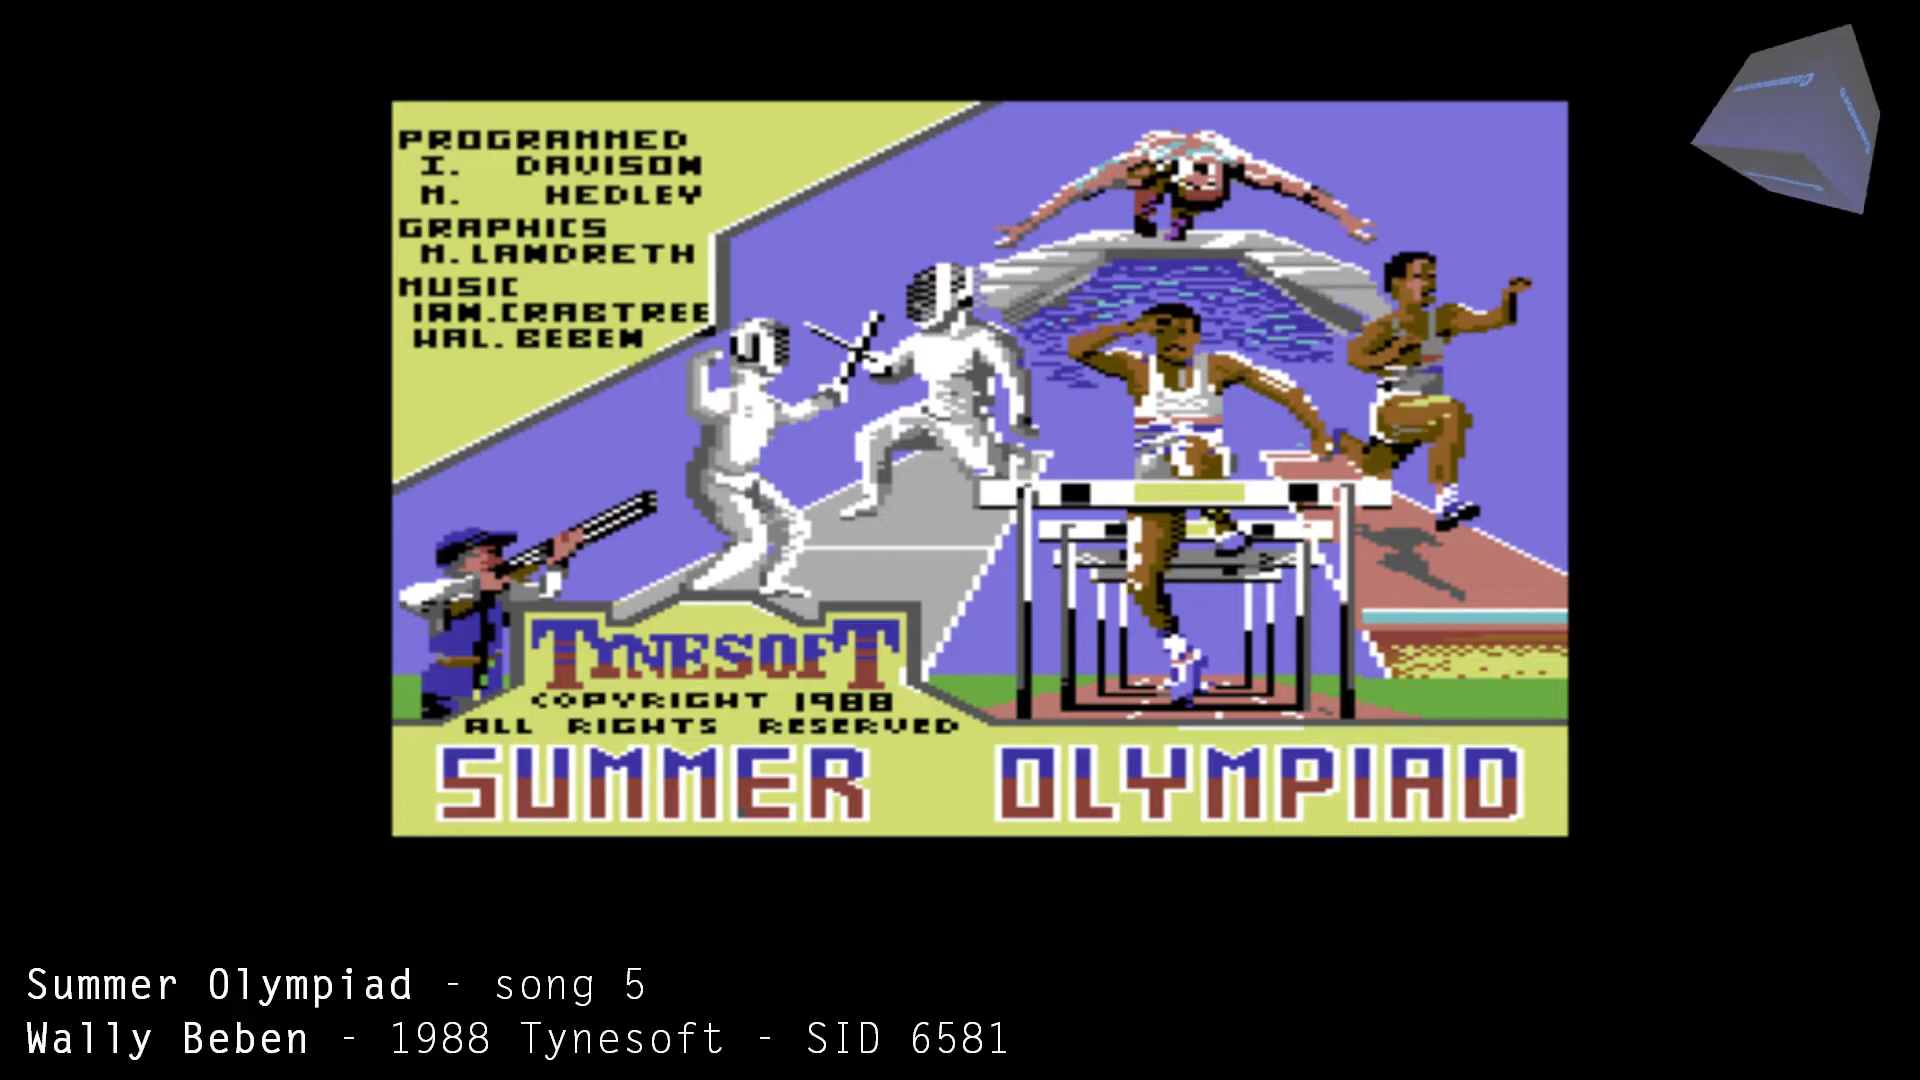 PROGRAMMED
I. DAVISON
M. HEDLEY
GRAPHICS
M. LANDRETH
MUSIC
IAN.CRABTREE
WAL.BEBEN
TYNESOFT
COPYRIGHT 1988
ALL RIGHTS RESERVED
SUMMER OLYMPIAD
Summer Olympiad - song 5
Wally Beben - 1988 Tynesoft - SID 6581